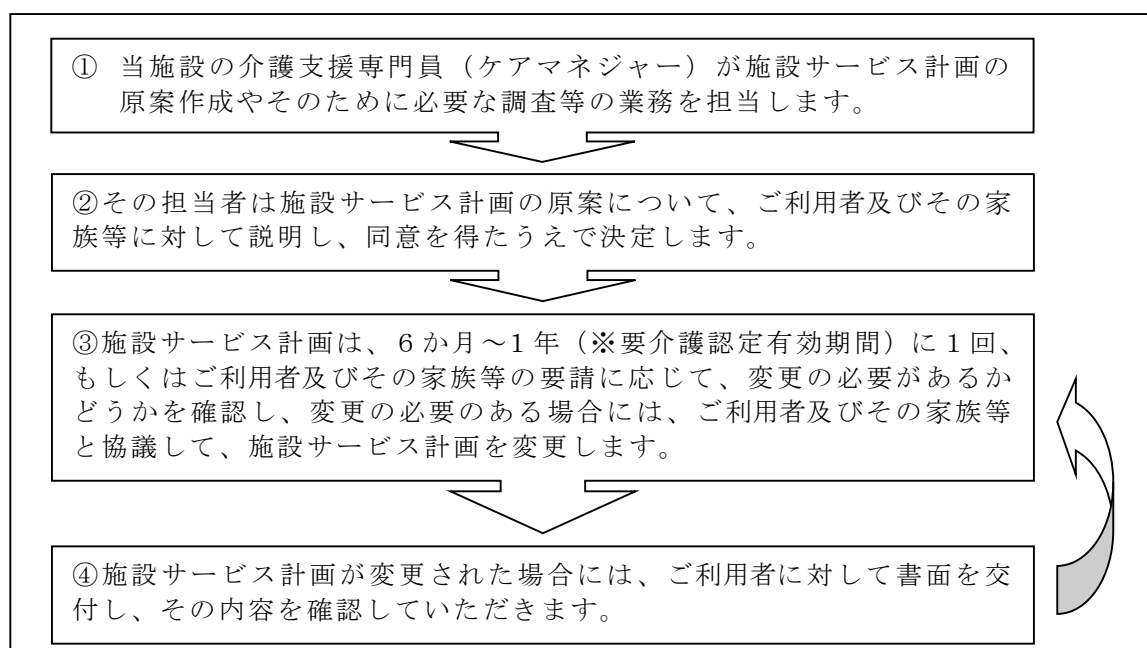 ① 当施設の介護支援専門員（ケアマネジャー）が施設サービス計画の
原案作成やそのために必要な調査等の業務を担当します。
②その担当者は施設サービス計画の原案について、ご利用者及びその家
族等に対して説明し、同意を得たうえで決定します。
③施設サービス計画は、６か月～1 年（※要介護認定有効期間）に１回、
もしくはご利用者及びその家族等の要請に応じて、変更の必要があるか
どうかを確認し、変更の必要のある場合には、ご利用者及びその家族等
と協議して、施設サービス計画を変更します。
④施設サービス計画が変更された場合には、ご利用者に対して書面を交
付し、その内容を確認していただきます。